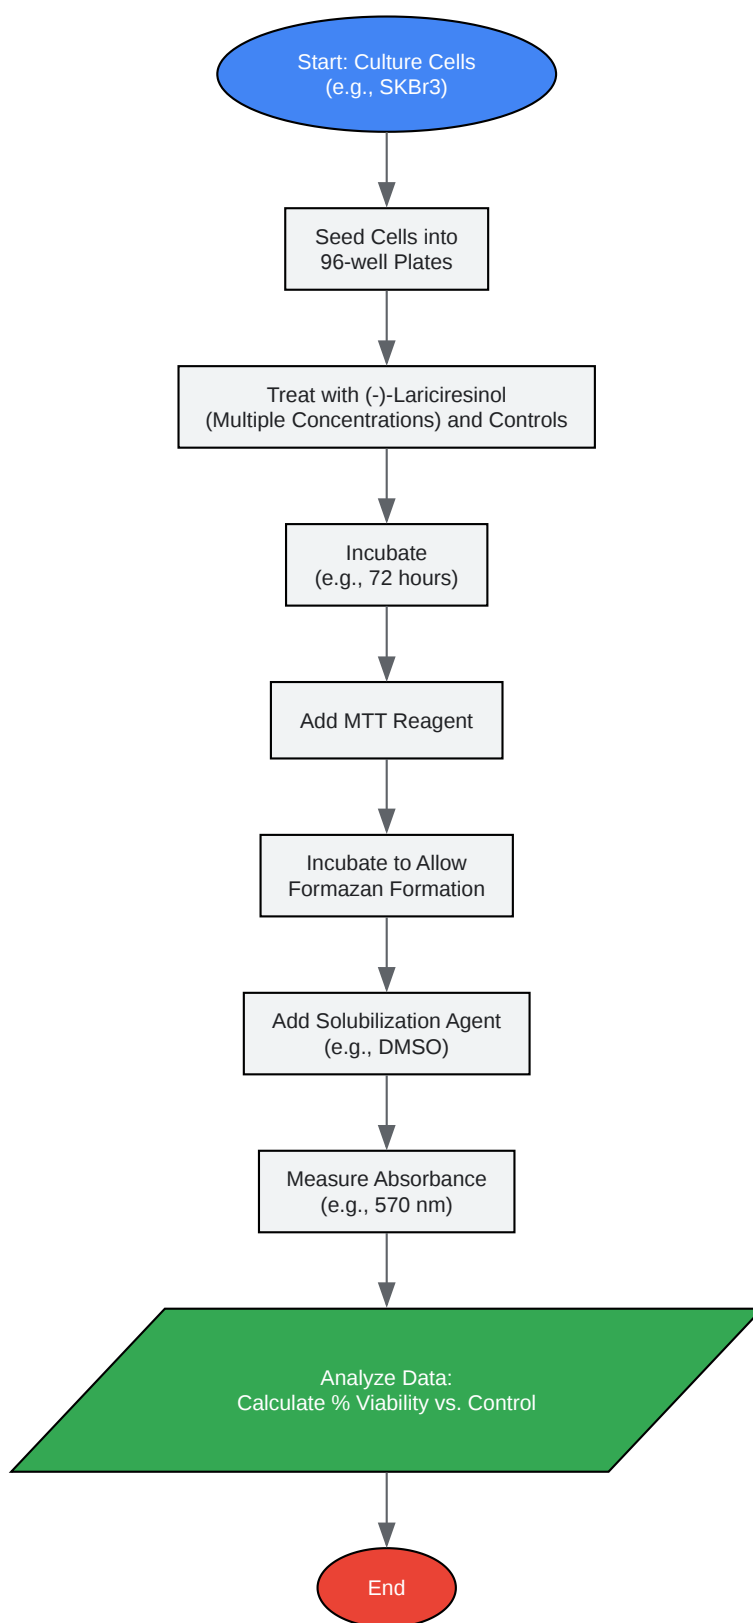 Start: Culture Cells
(e.g., SKBr3)
Seed Cells into
96-well Plates
Treat with (-)-Lariciresinol
(Multiple Concentrations) and Controls
Incubate
(e.g., 72 hours)
Add MTT Reagent
Incubate to Allow
Formazan Formation
Add Solubilization Agent
(e.g., DMSO)
Measure Absorbance
(e.g., 570 nm)
Analyze Data:
Calculate % Viability vs. Control
End